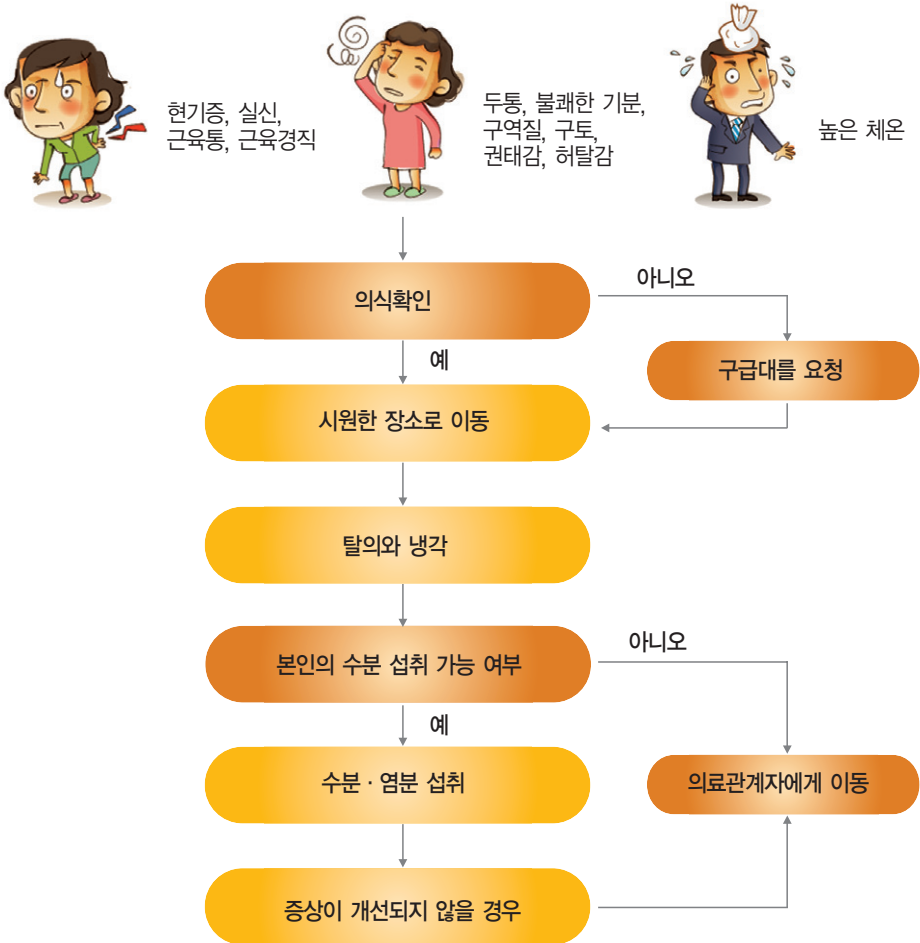 현기증, 실신,
근육통, 근육경직
두통, 불쾌한 기분,
구역질, 구토,
권태감, 허탈감
높은 체온
의식확인
아니오
예
구급대를 요청
시원한 장소로 이동
탈의와 냉각
본인의 수분 섭취 가능 여부
아니오
예
수분 · 염분 섭취
의료관계자에게 이동
증상이 개선되지 않을 경우